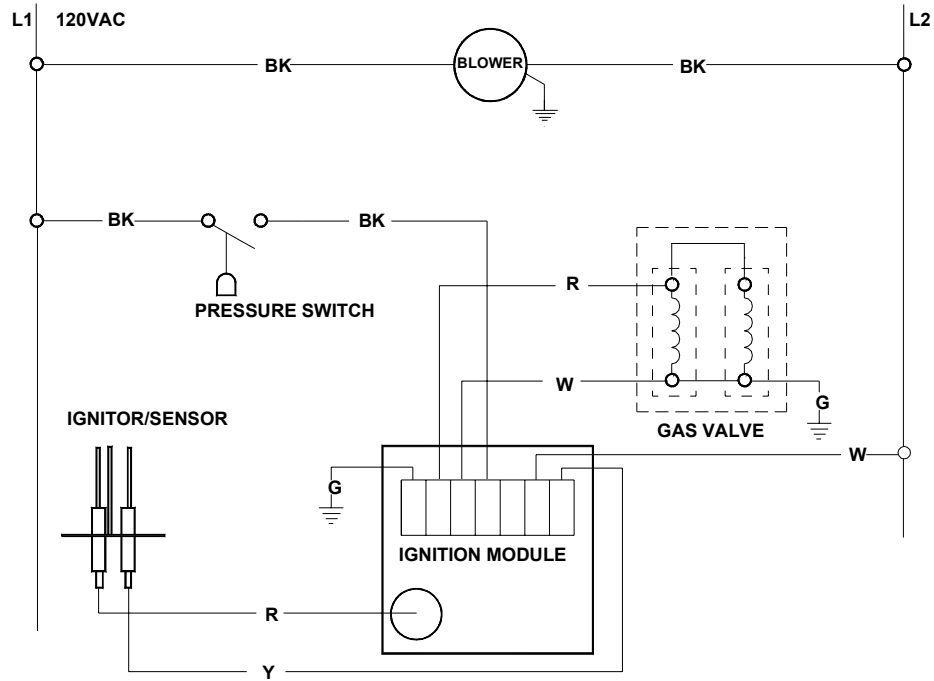 L1 120VAC
L2
BK
BLOWER
BK
BK
BK
PRESSURE SWITCH
R
W
G
GAS VALVE
IGNITOR/SENSOR
W
G
IGNITION MODULE
R
Y